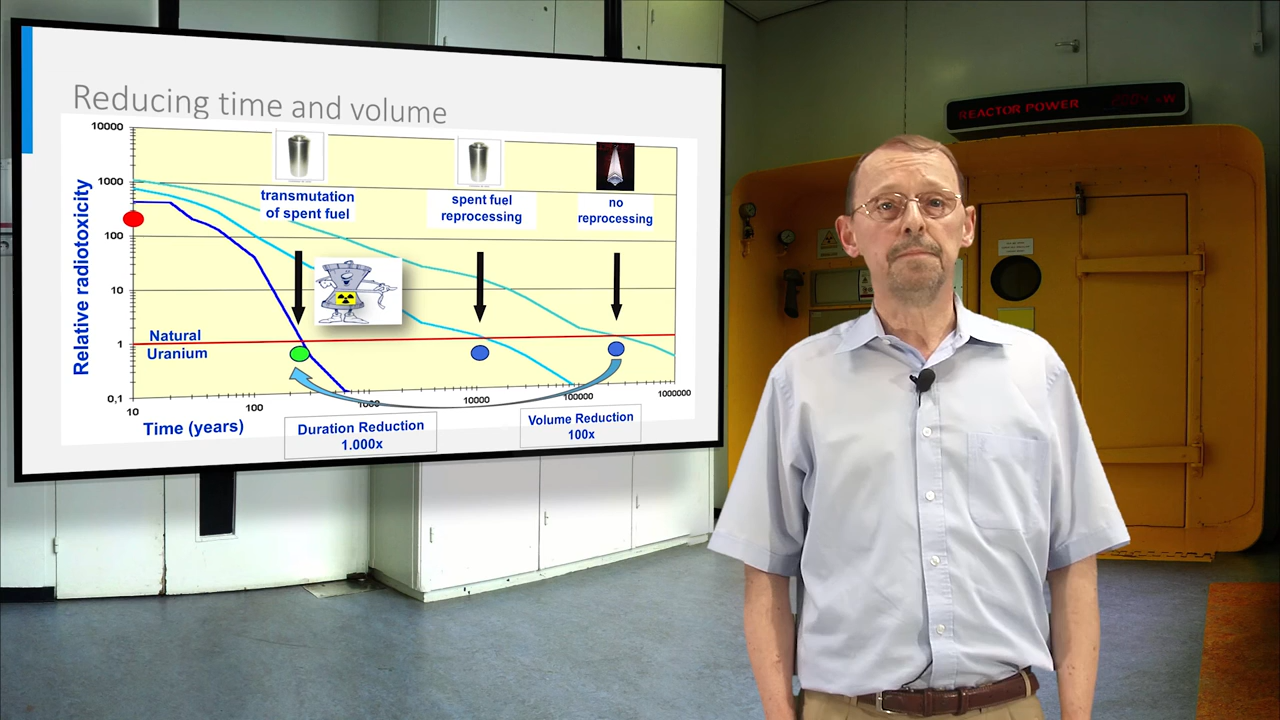 Reducing time and volume
10000
1000
100
10
1
0,1
Relative radiotoxicity
transmutation
of spent fuel
spent fuel
reprocessing
no
reprocessing
Natural
Uranium
10
100
1000
10000
100000
1000000
Time (years)
Duration Reduction
1.000x
Volume Reduction
100x
REACTOR POWER